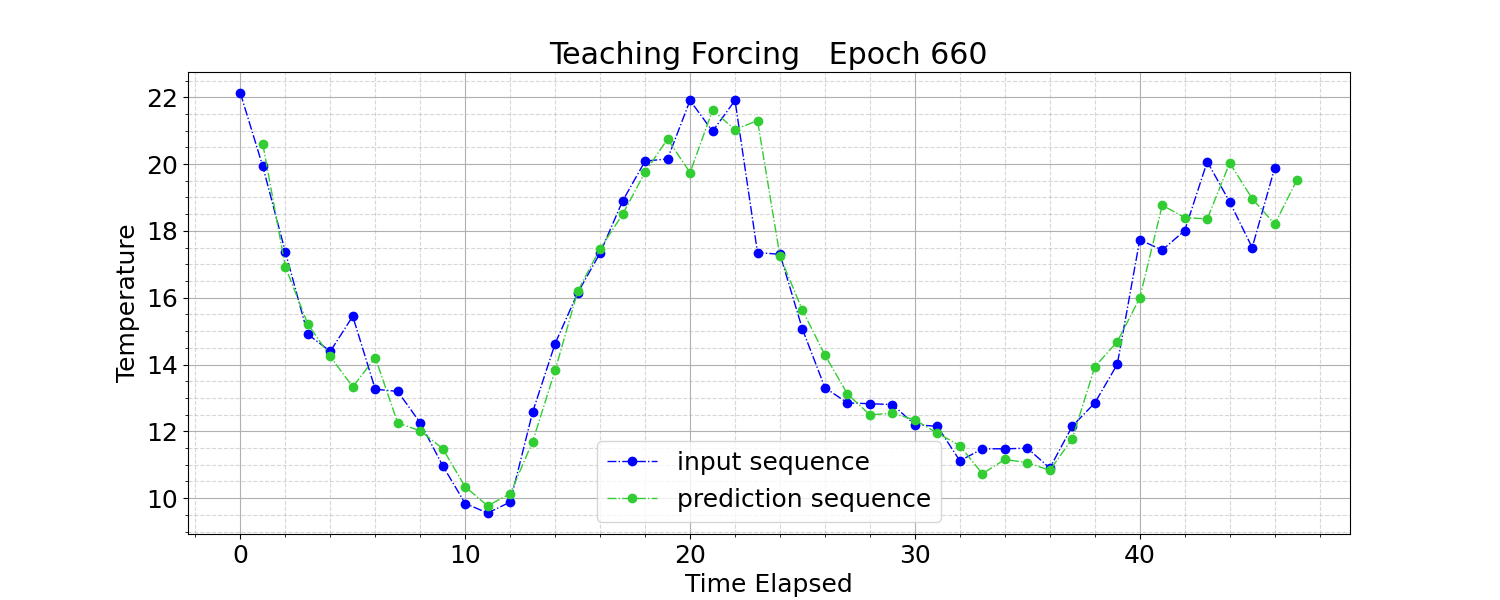 Teaching Forcing   Epoch 660
22
20
18
16
14
12
10
Temperature
input sequence
prediction sequence
0 10 20 30 40
Time Elapsed